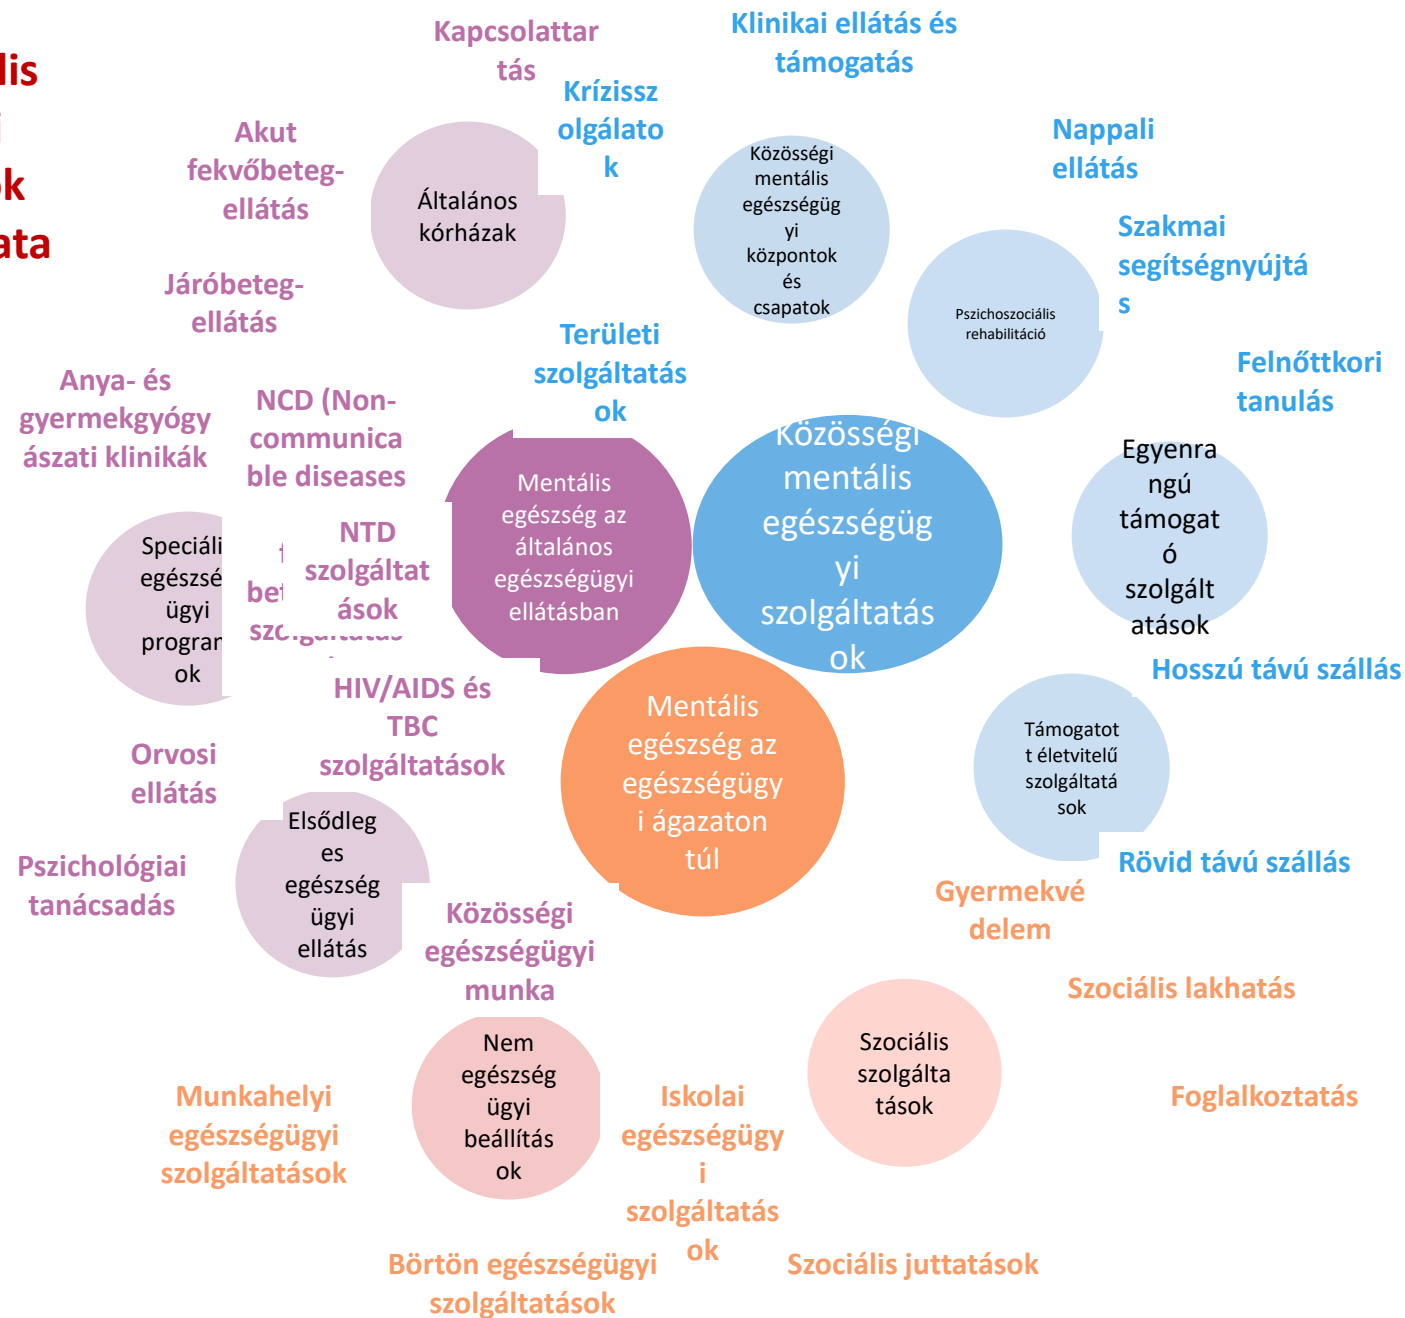 Kapcsolattar
tás
Klinikai ellátás és
támogatás
Krízissz
olgálato
k
Akut
fekvőbeteg-
ellátás
Általános
kórházak
Közösségi
mentális
egészségüg
yi
központok
és
csapatok
Nappali
ellátás
Szakmai
segítségnyújtá
s
Pszichoszociális
rehabilitáció
Járóbeteg-
ellátás
Területi
szolgáltatás
ok
Felnőttkori
tanulás
Anya- és
gyermekgyógy
ászati klinikák
NCD (Non-
communica
ble diseases
Mentális
egészség az
általános
egészségügyi
ellátásban
Közösségi
mentális
egészségüg
yi
szolgáltatás
ok
Egyenra
ngú
támogat
ó
szolgált
atások
NTD
szolgáltat
ások
ügyi
ok
Hosszú távú szállás
HIV/AIDS és
TBC
szolgáltatások
Mentális
egészség az
egészségügy
i ágazaton
túl
Támogatot
t életvitelű
szolgáltatá
sok
Orvosi
ellátás
Elsődleg
es
egészség
ügyi
ellátás
Pszichológiai
tanácsadás
Rövid távú szállás
Gyermekvé
delem
Közösségi
egészségügyi
munka
Szociális lakhatás
Nem
egészség
ügyi
beállítás
ok
Szociális
szolgálta
tások
Munkahelyi
egészségügyi
szolgáltatások
Iskolai
egészségügy
i
szolgáltatás
ok
Foglalkoztatás
Börtön egészségügyi
szolgáltatások
Szociális juttatások